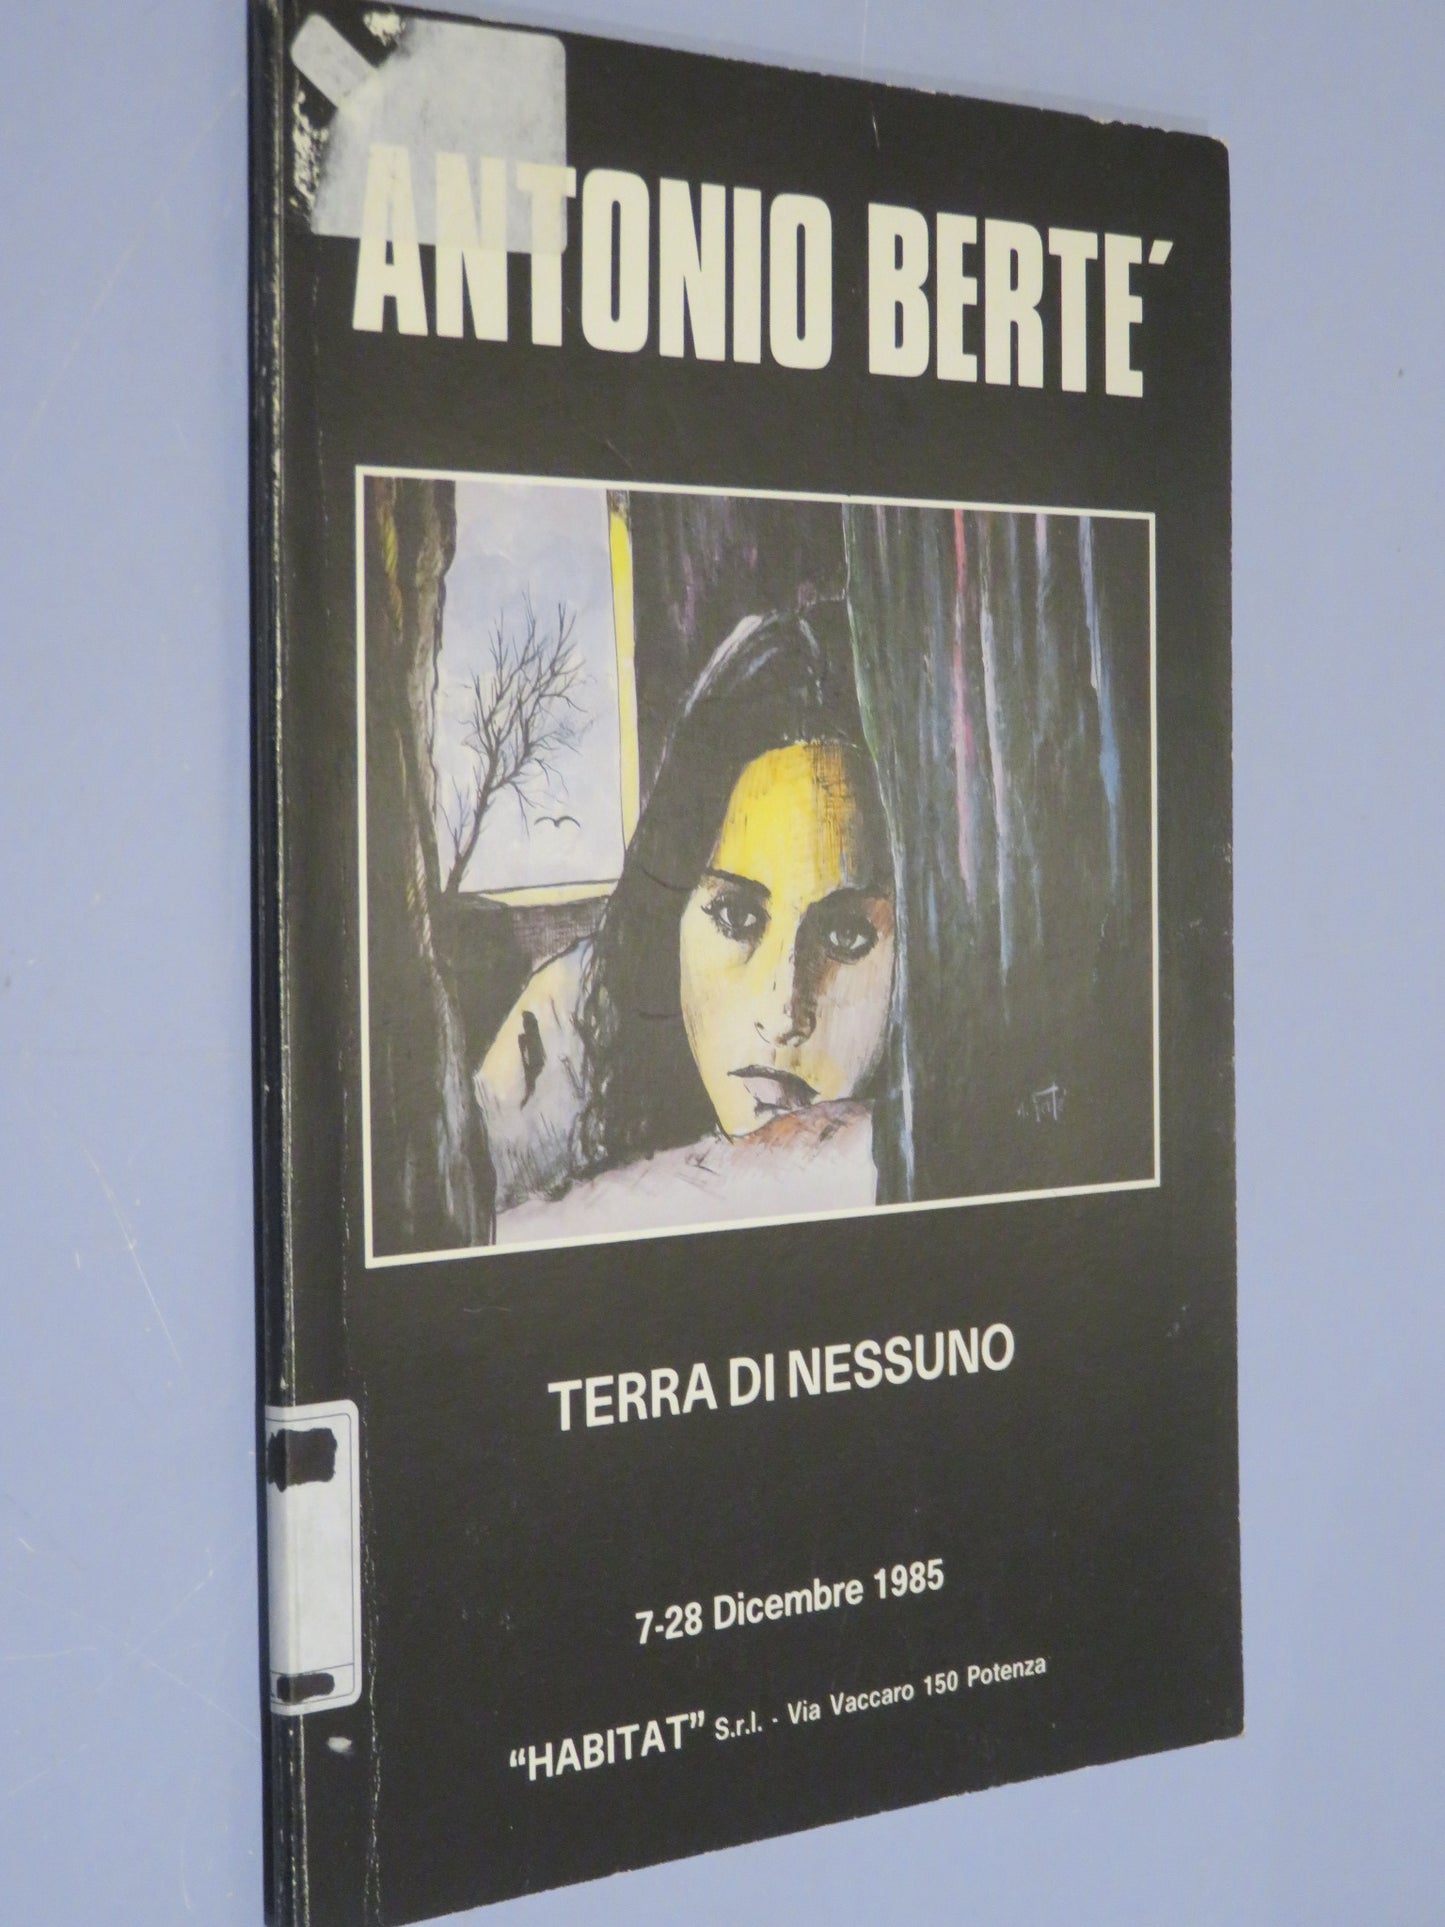 ANTONIO BERTE´
TERRA DI NESSUNO
7-28 Dicembre 1985
“HABITAT” S.r.l. - Via Vaccaro 150 Potenza